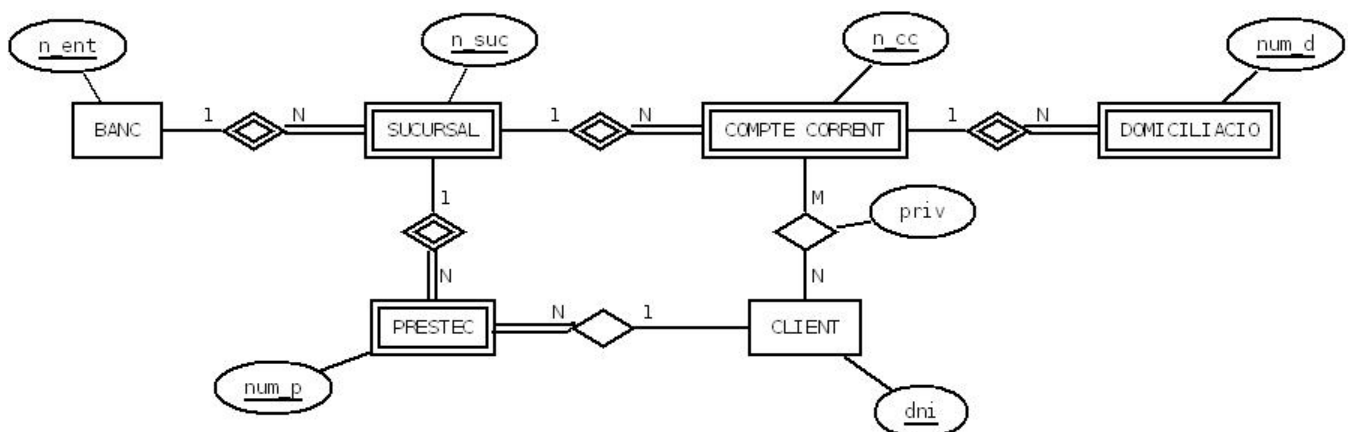 n_ent
n_suc
n_cc
num_d
BANC
1
N
SUCURSAL
1
N
COMPTE CORRENT
1
N
DOMICILIACIO
1
M
priv
N
N
PRESTEC
N
1
CLIENT
num_p
dni